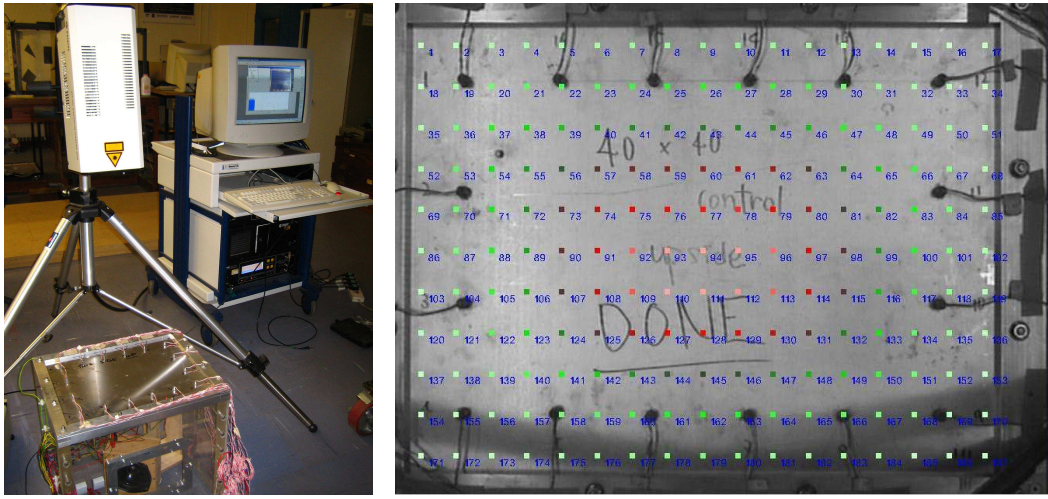 1 2 3 4 5 6 7 8 9 10 11 12 13 14 15 16 17
18 19 20 21 22 23 24 25 26 27 28 29 30 31 32 33 34
35 36 37 38 39 40 41 42 43 44 45 46 47 48 49 50 51
40 x 40
52 53 54 55 56 57 58 59 60 61 62 63 64 65 66 67 68
control
69 70 71 72 73 74 75 76 77 78 79 80 81 82 83 84 85
upside
86 87 88 89 90 91 92 93 94 95 96 97 98 99 100 101 102
103 104 105 106 107 108 109 110 111 112 113 114 115 116 117 118 119
DONE
120 121 122 123 124 125 126 127 128 129 130 131 132 133 134 135 136
137 138 139 140 141 142 143 144 145 146 147 148 149 150 151 152 153
154 155 156 157 158 159 160 161 162 163 164 165 166 167 168 169 170
171 172 173 174 175 176 177 178 179 180 181 182 183 184 185